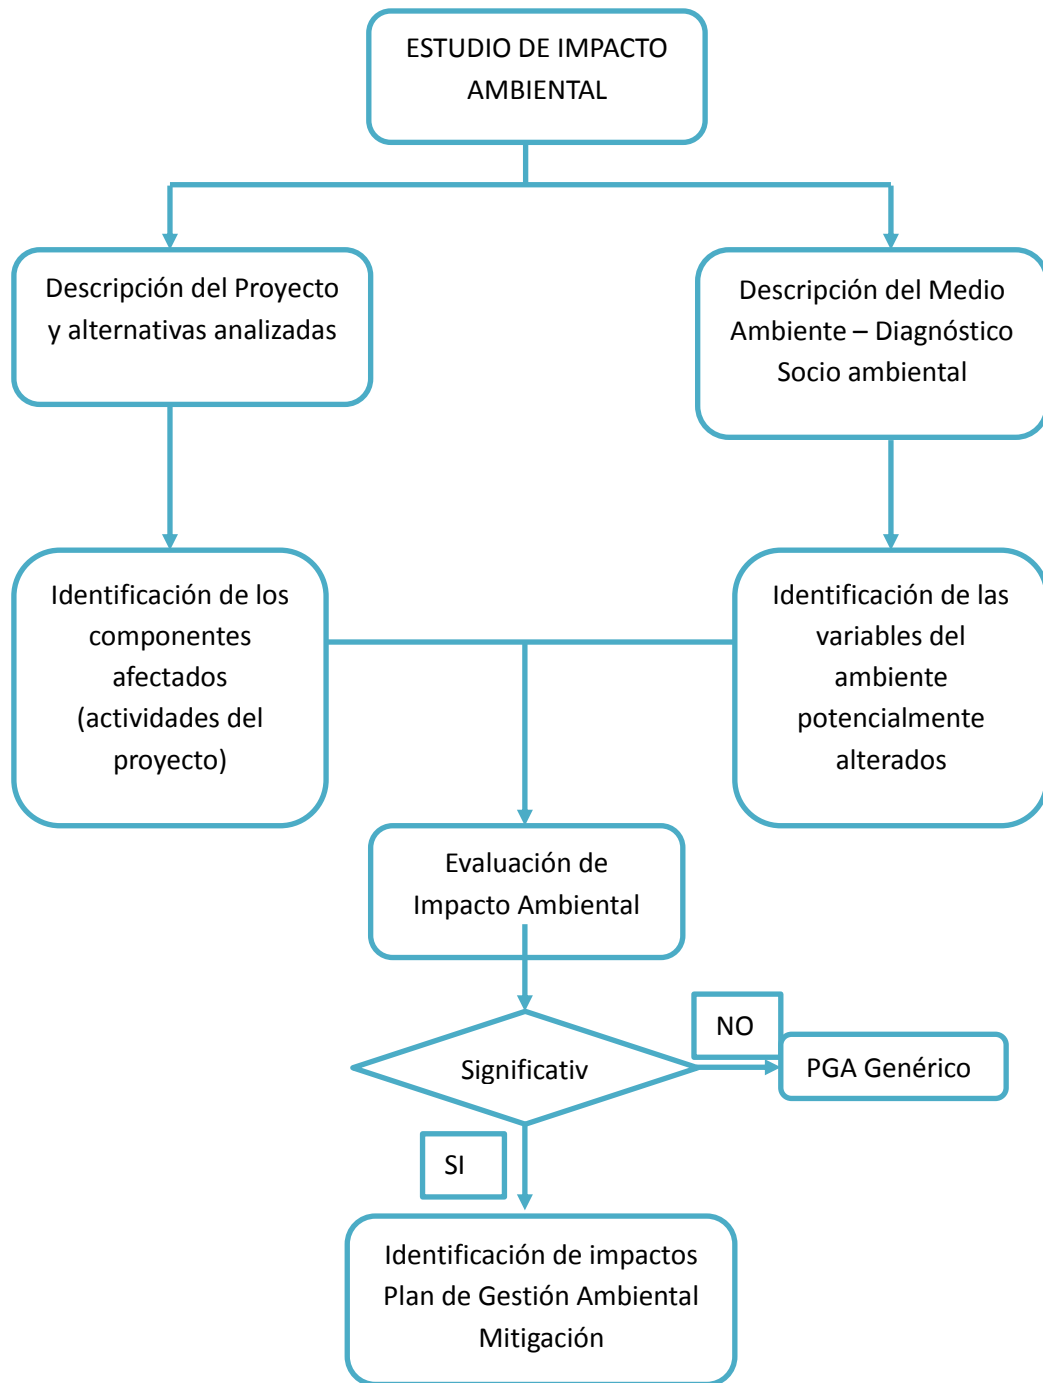 ESTUDIO DE IMPACTO
AMBIENTAL
Descripción del Proyecto
y alternativas analizadas
Descripción del Medio
Ambiente – Diagnóstico
Socio ambiental
Identificación de los
componentes
afectados
(actividades del
proyecto)
Identificación de las
variables del
ambiente
potencialmente
alterados
Evaluación de
Impacto Ambiental
Significativ
NO
PGA Genérico
SI
Identificación de impactos
Plan de Gestión Ambiental
Mitigación